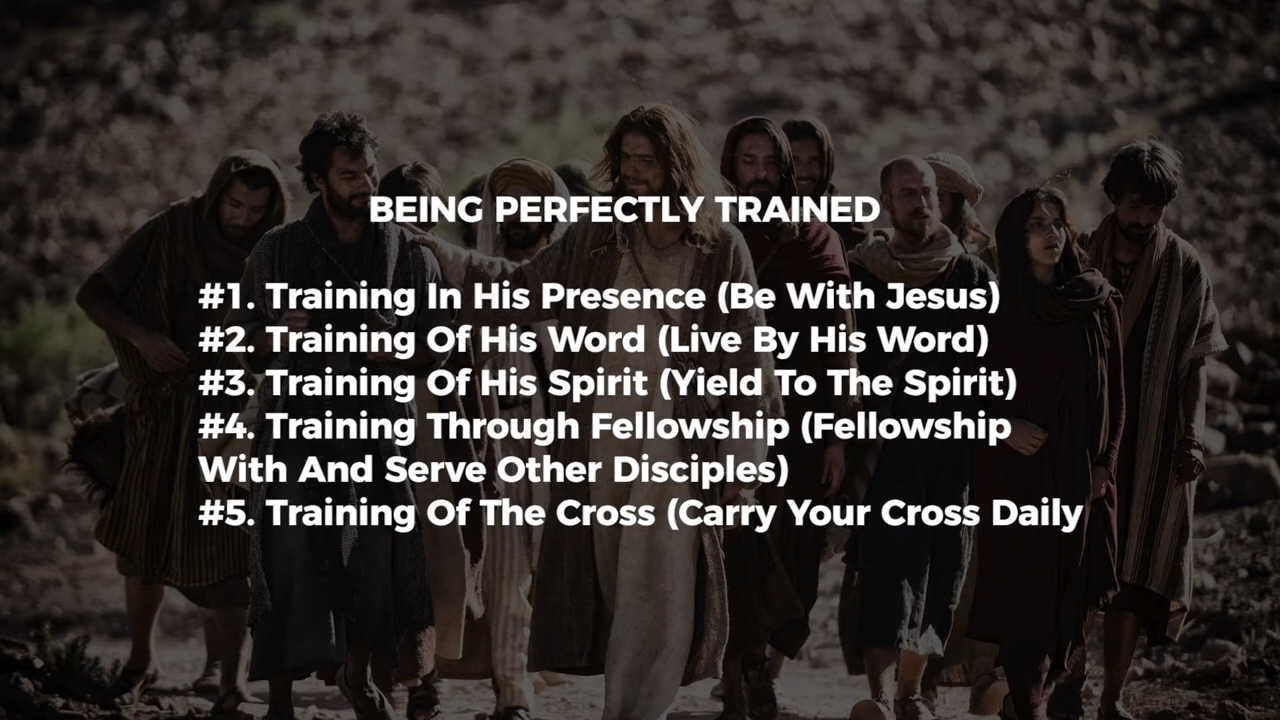 BEING PERFECTLY TRAINED
#1. Training In His Presence (Be With Jesus)
#2. Training Of His Word (Live By His Word)
#3. Training Of His Spirit (Yield To The Spirit)
#4. Training Through Fellowship (Fellowship
With And Serve Other Disciples)
#5. Training Of The Cross (Carry Your Cross Daily